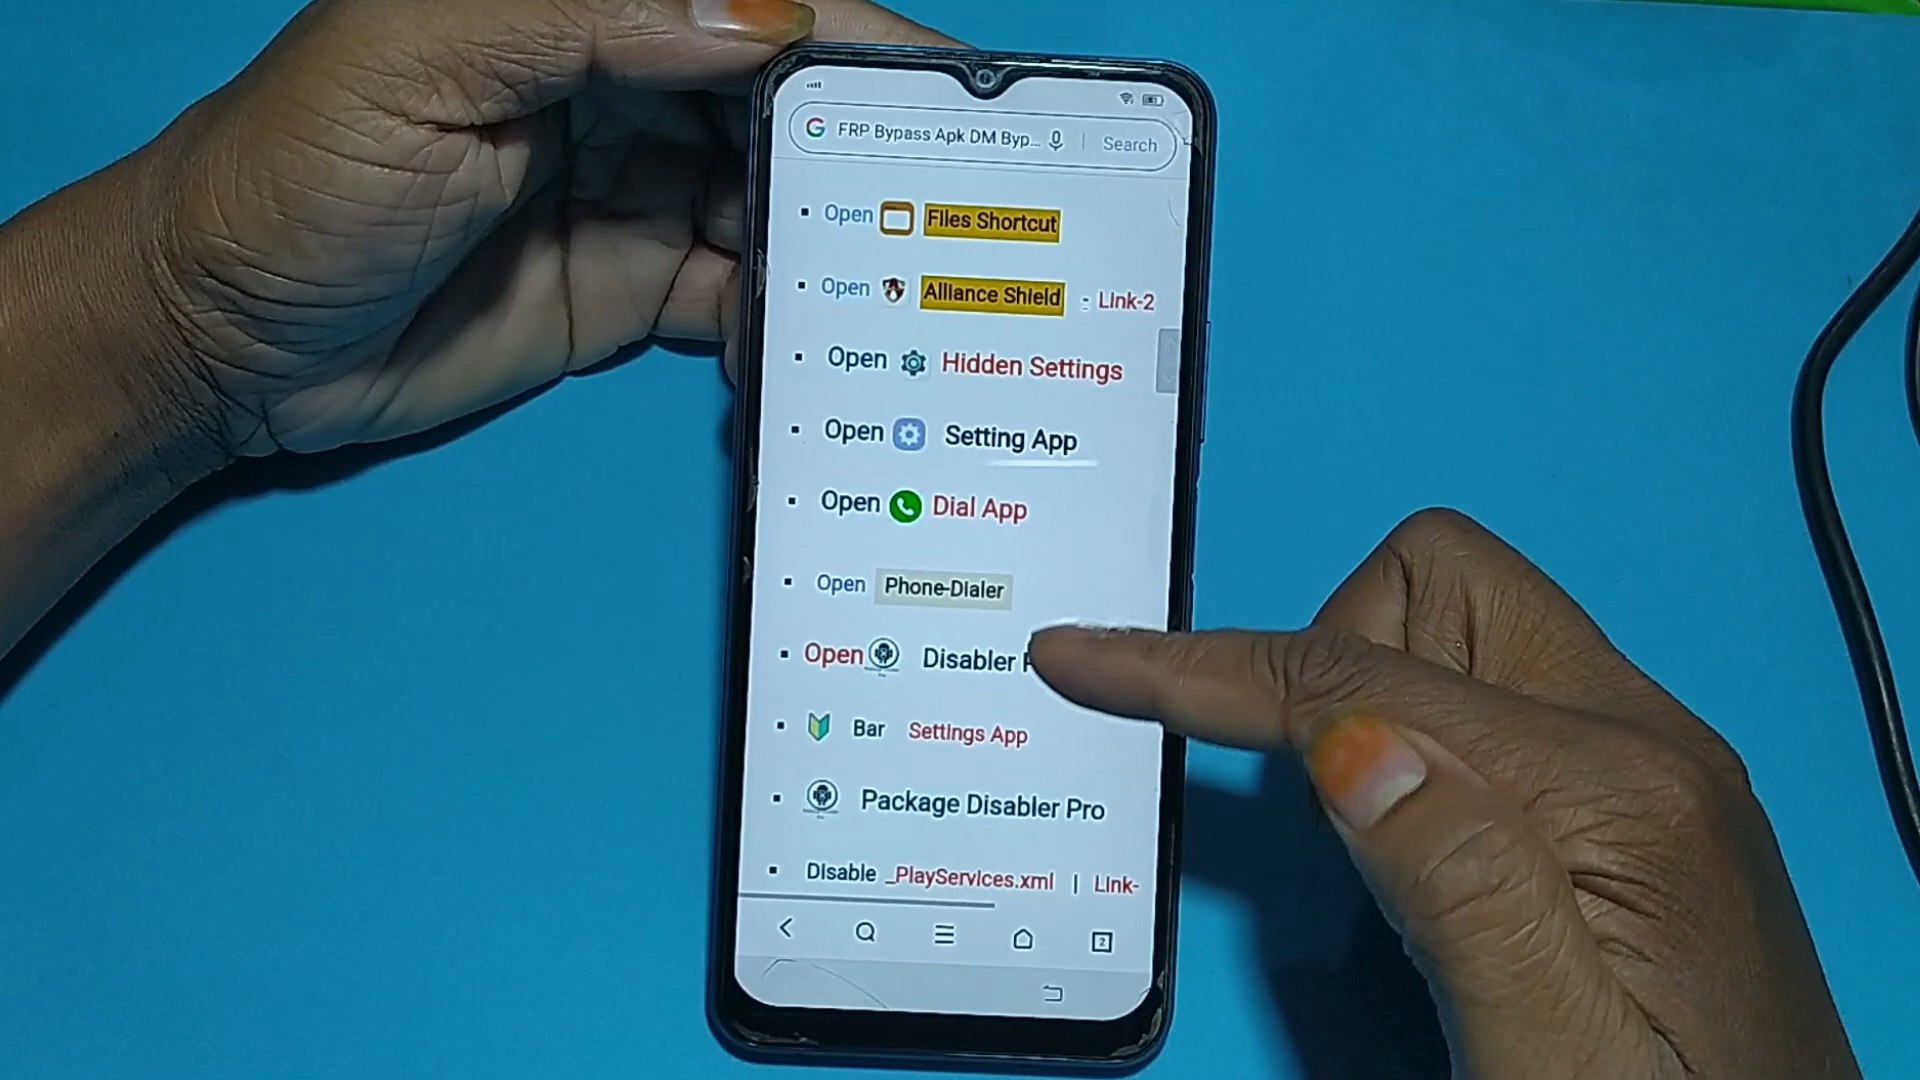 FRP Bypass Apk DM Byp... | Search
Open Files Shortcut
Open Alliance Shield - Link-2
Open Hidden Settings
Open Setting App
Open Dial App
Open Phone-Dialer
Open Disabler
Bar Settings App
Package Disabler Pro
Disable _PlayServices.xml | Link-
2